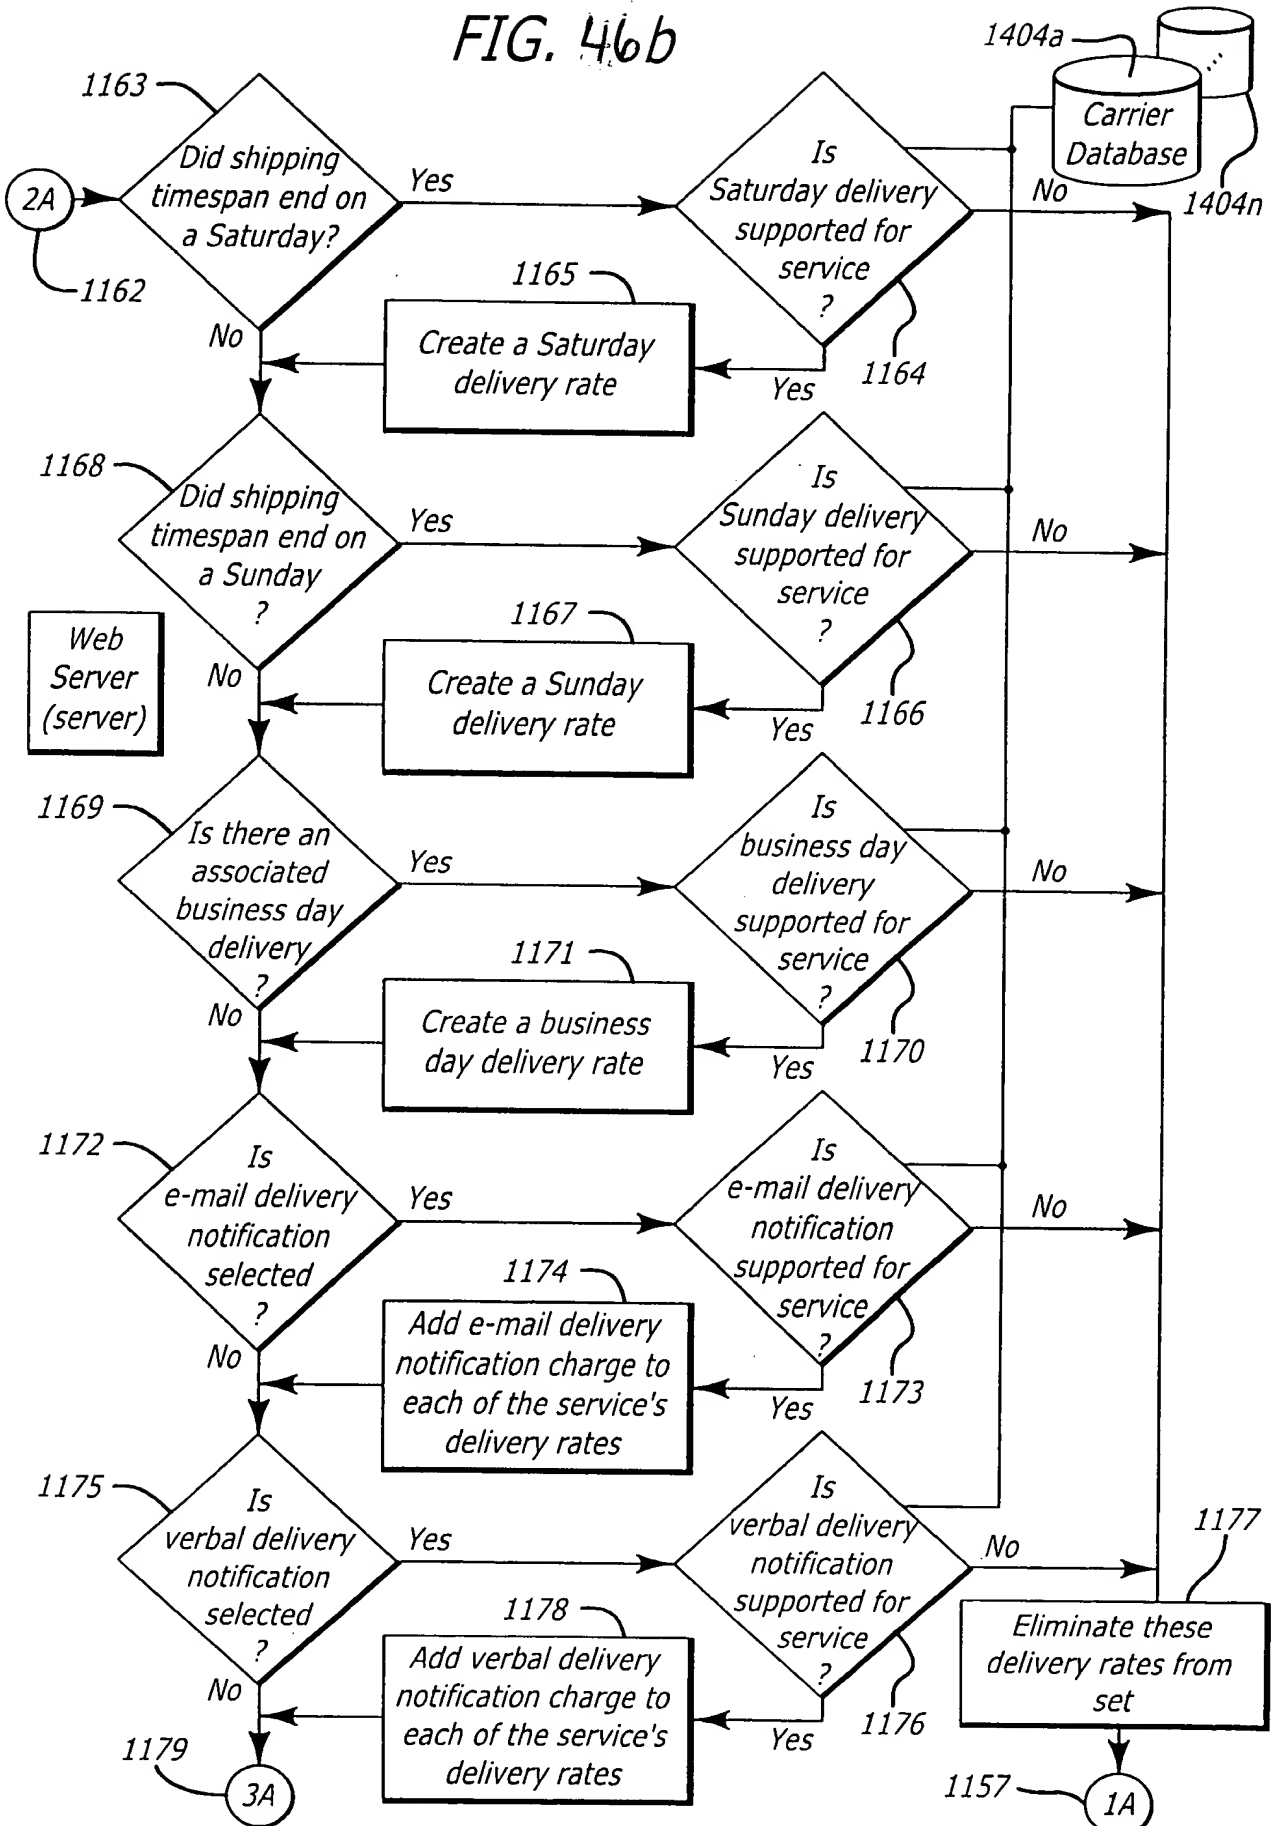 FIG. 46b
1404a
...
Carrier
Database
1404n
1163
Did shipping
timespan end on
a Saturday?
Yes
Is
Saturday delivery
supported for
service
?
No
2A
1162
No
1165
Create a Saturday
delivery rate
Yes
1164
1168
Did shipping
timespan end on
a Sunday
?
Yes
Is
Sunday delivery
supported for
service
?
No
Web
Server
(server)
No
1167
Create a Sunday
delivery rate
Yes
1166
1169
Is there an
associated
business day
delivery
?
Yes
Is
business day
delivery
supported for
service
?
No
No
1171
Create a business
day delivery rate
Yes
1170
1172
Is
e-mail delivery
notification
selected
?
Yes
Is
e-mail delivery
notification
supported for
service
?
No
No
1174
Add e-mail delivery
notification charge to
each of the service's
delivery rates
Yes
1173
1175
Is
verbal delivery
notification
selected
?
Yes
Is
verbal delivery
notification
supported for
service
?
No
1177
Eliminate these
delivery rates from
set
No
1178
Add verbal delivery
notification charge to
each of the service's
delivery rates
Yes
1176
1179
3A
1157
1A